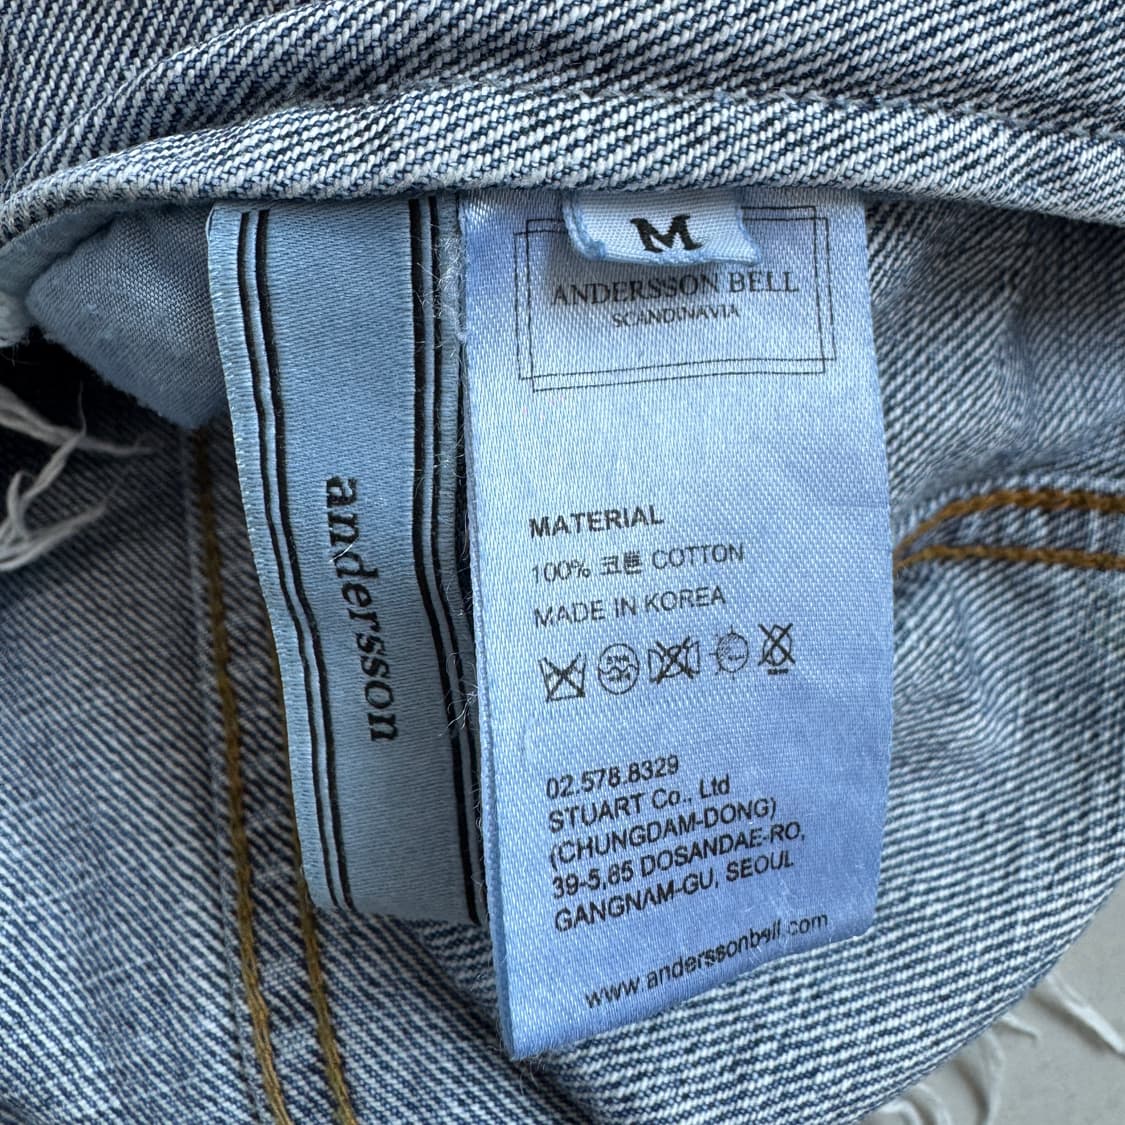 M
ANDERSSON BELL
SCANDINAVIA
andersson
MATERIAL
100% 코튼 COTTON
MADE IN KOREA
02.578.8329
STUART Co., Ltd
(CHUNGDAM-DONG)
39-5,85 DOSANDAE-RO,
GANGNAM-GU, SEOUL
www.anderssonbell.com